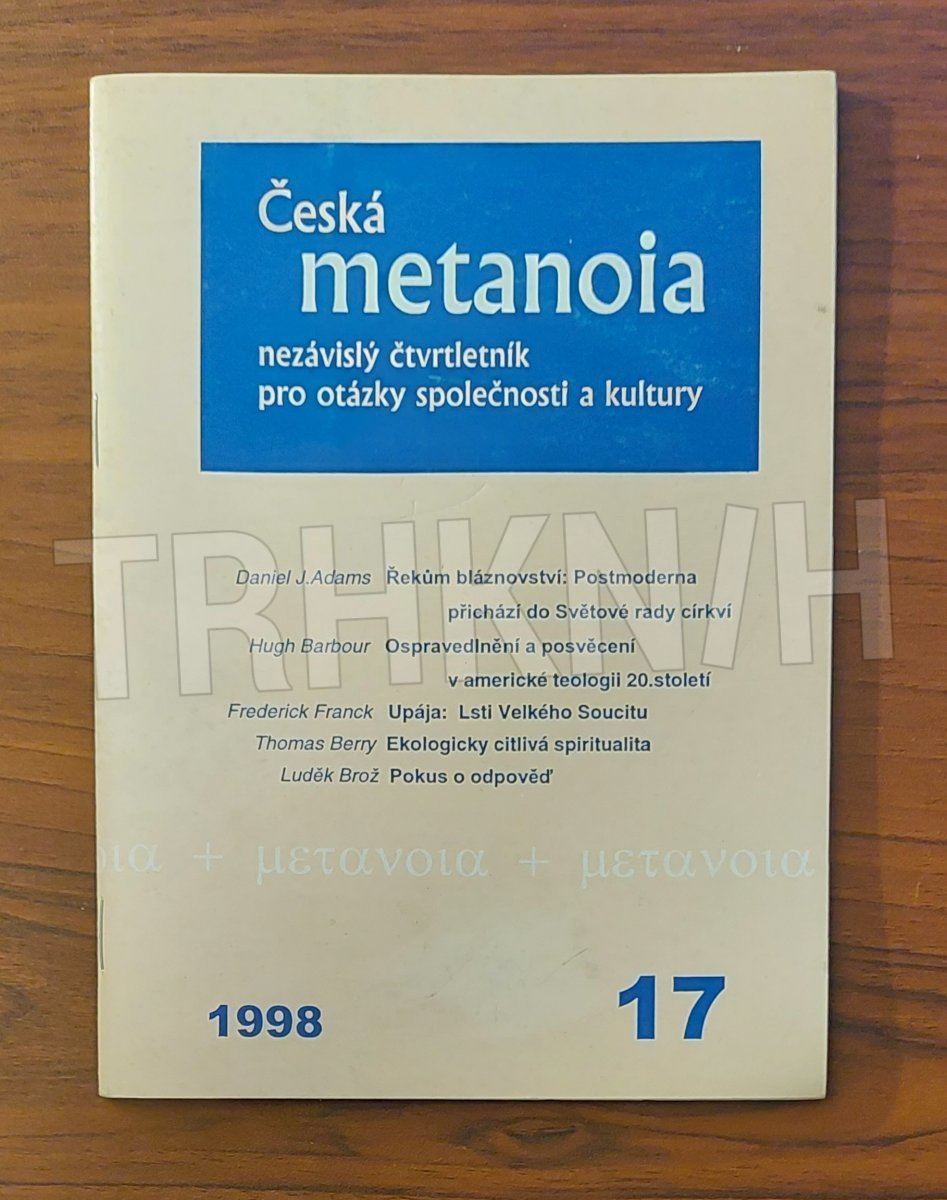 Česká
metanoia
nezávislý čtvrtletník
pro otázky společnosti a kultury
TRHKNIH
Daniel J.Adams Řekům bláznovství: Postmoderna
přichází do Světové rady církví
Hugh Barbour Ospravedlnění a posvěcení
v americké teologii 20.století
Frederick Franck Upája: Lsti Velkého Soucitu
Thomas Berry Ekologicky citlivá spiritualita
Luděk Brož Pokus o odpověď
οια + μετανοια + μετανοια
1998
17